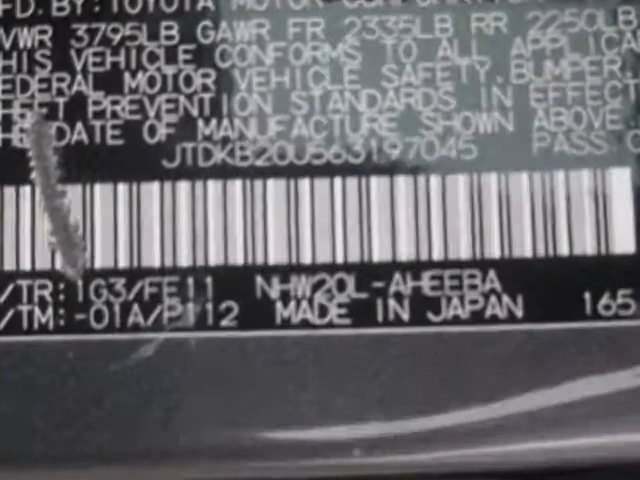 FD. BY: TOYOTA MOTOR
VWR 3795LB GAWR FR 2335LB RR 2250LB
HIS VEHICLE CONFORMS TO ALL APPLICA
EDERAL MOTOR VEHICLE SAFETY, BUMPER,
HEFT PREVENTION STANDARDS IN EFFECT
HE DATE OF MANUFACTURE SHOWN ABOVE.
JTDKB20U563197045 PASS C
/TR: 1G3/FE11 NHW20L-AHEEBA
/TM: -01A/P112 MADE IN JAPAN 165